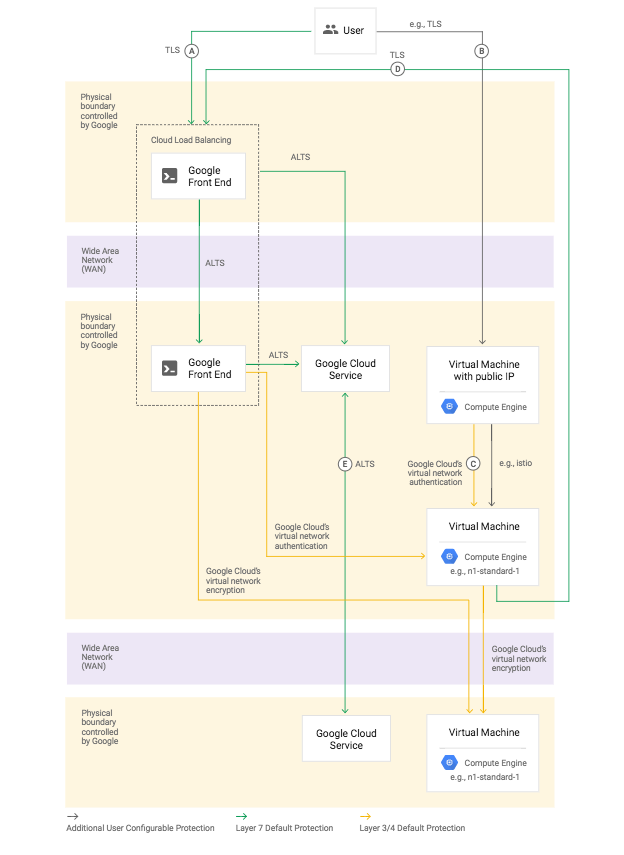 User
e.g., TLS
TLS
A
B
TLS
D
Physical
boundary
controlled
by Google
Cloud Load Balancing
Google
Front End
ALTS
Wide Area
Network
(WAN)
ALTS
Physical
boundary
controlled
by Google
Google
Front End
ALTS
Google Cloud
Service
Virtual Machine
with public IP
Compute Engine
E
ALTS
Google Cloud's
virtual network
authentication
C
e.g., istio
Google Cloud's
virtual network
authentication
Virtual Machine
Compute Engine
e.g., n1-standard-1
Google Cloud's
virtual network
encryption
Wide Area
Network
(WAN)
Google Cloud's
virtual network
encryption
Physical
boundary
controlled
by Google
Google Cloud
Service
Virtual Machine
Compute Engine
e.g., n1-standard-1
Additional User Configurable Protection
Layer 7 Default Protection
Layer 3/4 Default Protection